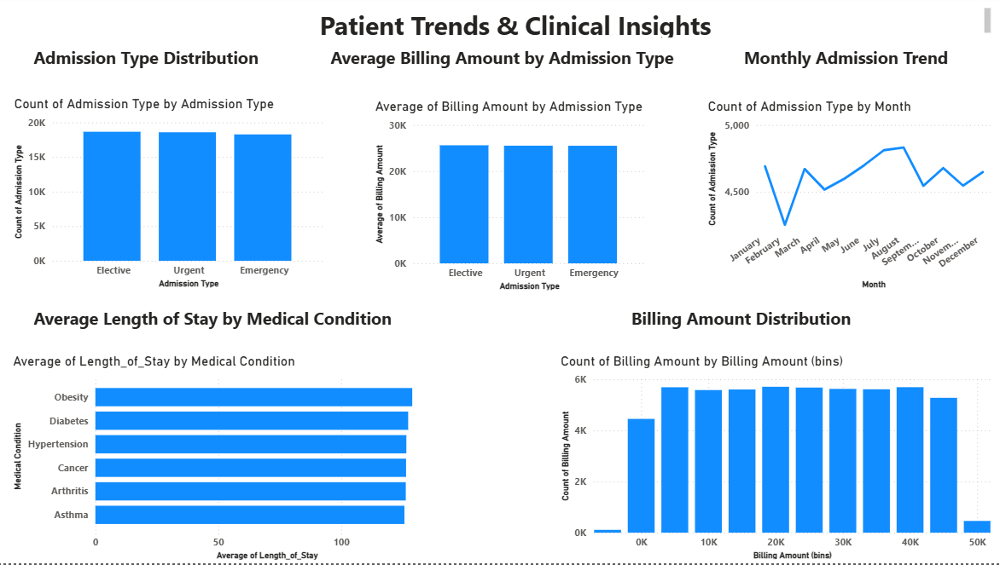 Patient Trends & Clinical Insights
Admission Type Distribution
Average Billing Amount by Admission Type
Monthly Admission Trend
Count of Admission Type by Admission Type
Count of Admission Type
20K
15K
10K
5K
0K
Elective
Urgent
Emergency
Admission Type
Average of Billing Amount by Admission Type
Average of Billing Amount
30K
20K
10K
0K
Elective
Urgent
Emergency
Admission Type
Count of Admission Type by Month
Count of Admission Type
5,000
4,500
January
February
March
April
May
June
July
August
Septem...
October
Novem...
December
Month
Average Length of Stay by Medical Condition
Billing Amount Distribution
Average of Length_of_Stay by Medical Condition
Medical Condition
Obesity
Diabetes
Hypertension
Cancer
Arthritis
Asthma
0
50
100
Average of Length_of_Stay
Count of Billing Amount by Billing Amount (bins)
Count of Billing Amount
6K
4K
2K
0K
0K
10K
20K
30K
40K
50K
Billing Amount (bins)